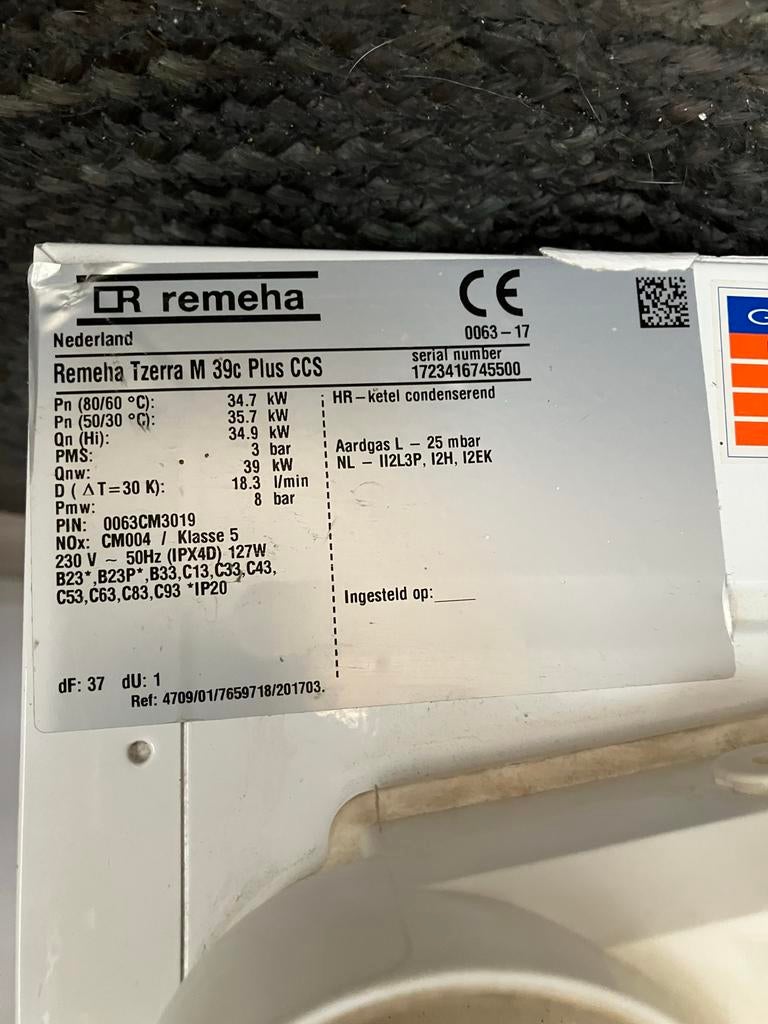 remeha
CE
Nederland
0063-17
Remeha Tzerra M 39c Plus CCS
serial number
1723416745500
Pn (80/60 °C): 34.7 kW
Pn (50/30 °C): 35.7 kW
Qn (Hi): 34.9 kW
PMS: 3 bar
Qnw: 39 kW
D ( ΔT=30 K): 18.3 l/min
Pmw: 8 bar
PIN: 0063CM3019
NOx: CM004 / Klasse 5
230 V ~ 50Hz (IPX4D) 127W
B23*,B23P*,B33,C13,C33,C43,
C53,C63,C83,C93 *IP20
dF: 37 dU: 1
Ref: 4709/01/7659718/201703.
HR-ketel condenserend
Aardgas L - 25 mbar
NL - II2L3P, I2H, I2EK
Ingesteld op:____
G